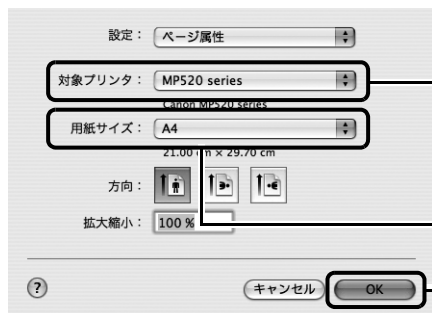 設定： ページ属性
対象プリンタ： MP520 series
Canon MP520 series
用紙サイズ： A4
21.00 cm × 29.70 cm
方向：
拡大縮小： 100 %
? キャンセル OK